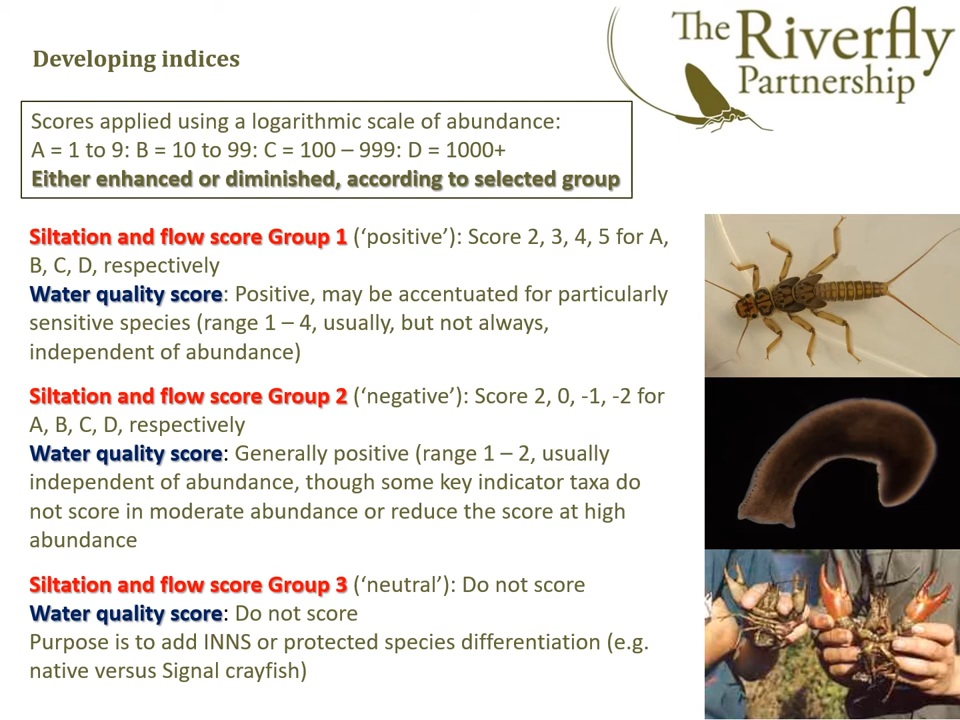 The Riverfly
Partnership
Developing indices
Scores applied using a logarithmic scale of abundance:
A = 1 to 9: B = 10 to 99: C = 100 – 999: D = 1000+
Either enhanced or diminished, according to selected group
Siltation and flow score Group 1 (‘positive’): Score 2, 3, 4, 5 for A,
B, C, D, respectively
Water quality score: Positive, may be accentuated for particularly
sensitive species (range 1 – 4, usually, but not always,
independent of abundance)
Siltation and flow score Group 2 (‘negative’): Score 2, 0, -1, -2 for
A, B, C, D, respectively
Water quality score: Generally positive (range 1 – 2, usually
independent of abundance, though some key indicator taxa do
not score in moderate abundance or reduce the score at high
abundance
Siltation and flow score Group 3 (‘neutral’): Do not score
Water quality score: Do not score
Purpose is to add INNS or protected species differentiation (e.g.
native versus Signal crayfish)